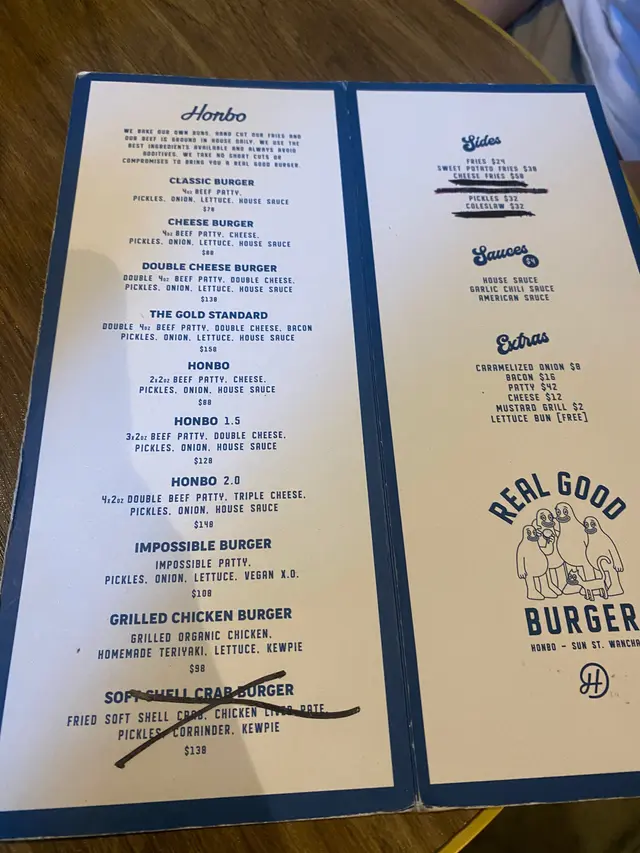 Honbo
WE BAKE OUR OWN BUNS, HAND CUT OUR FRIES AND
OUR BEEF IS GROUND IN HOUSE DAILY. WE USE THE
BEST INGREDIENTS AVAILABLE AND ALWAYS AVOID
ADDITIVES. WE TAKE NO SHORT CUTS OR
COMPROMISES TO BRING YOU A REAL GOOD BURGER.
CLASSIC BURGER
4oz BEEF PATTY,
PICKLES, ONION, LETTUCE, HOUSE SAUCE
$78
CHEESE BURGER
4oz BEEF PATTY, CHEESE,
PICKLES, ONION, LETTUCE, HOUSE SAUCE
$88
DOUBLE CHEESE BURGER
DOUBLE 4oz BEEF PATTY, DOUBLE CHEESE,
PICKLES, ONION, LETTUCE, HOUSE SAUCE
$138
THE GOLD STANDARD
DOUBLE 4oz BEEF PATTY, DOUBLE CHEESE, BACON
PICKLES, ONION, LETTUCE, HOUSE SAUCE
$158
HONBO
2x2oz BEEF PATTY, CHEESE,
PICKLES, ONION, HOUSE SAUCE
$88
HONBO 1.5
3x2oz BEEF PATTY, DOUBLE CHEESE,
PICKLES, ONION, HOUSE SAUCE
$128
HONBO 2.0
4x2oz DOUBLE BEEF PATTY, TRIPLE CHEESE,
PICKLES, ONION, HOUSE SAUCE
$148
IMPOSSIBLE BURGER
IMPOSSIBLE PATTY,
PICKLES, ONION, LETTUCE, VEGAN X.O.
$108
GRILLED CHICKEN BURGER
GRILLED ORGANIC CHICKEN,
HOMEMADE TERIYAKI, LETTUCE, KEWPIE
$98
SOFT SHELL CRAB BURGER
FRIED SOFT SHELL CRAB, CHICKEN LIVER PATE,
PICKLES, CORAINDER, KEWPIE
$138
Sides
FRIES $24
SWEET POTATO FRIES $38
CHEESE FRIES $58
PICKLES $32
COLESLAW $32
Sauces $4
HOUSE SAUCE
GARLIC CHILI SAUCE
AMERICAN SAUCE
Extras
CARAMELIZED ONION $8
BACON $16
PATTY $42
CHEESE $12
MUSTARD GRILL $2
LETTUCE BUN [FREE]
REAL GOOD
BURGER
HONBO - SUN ST. WANCHA
H